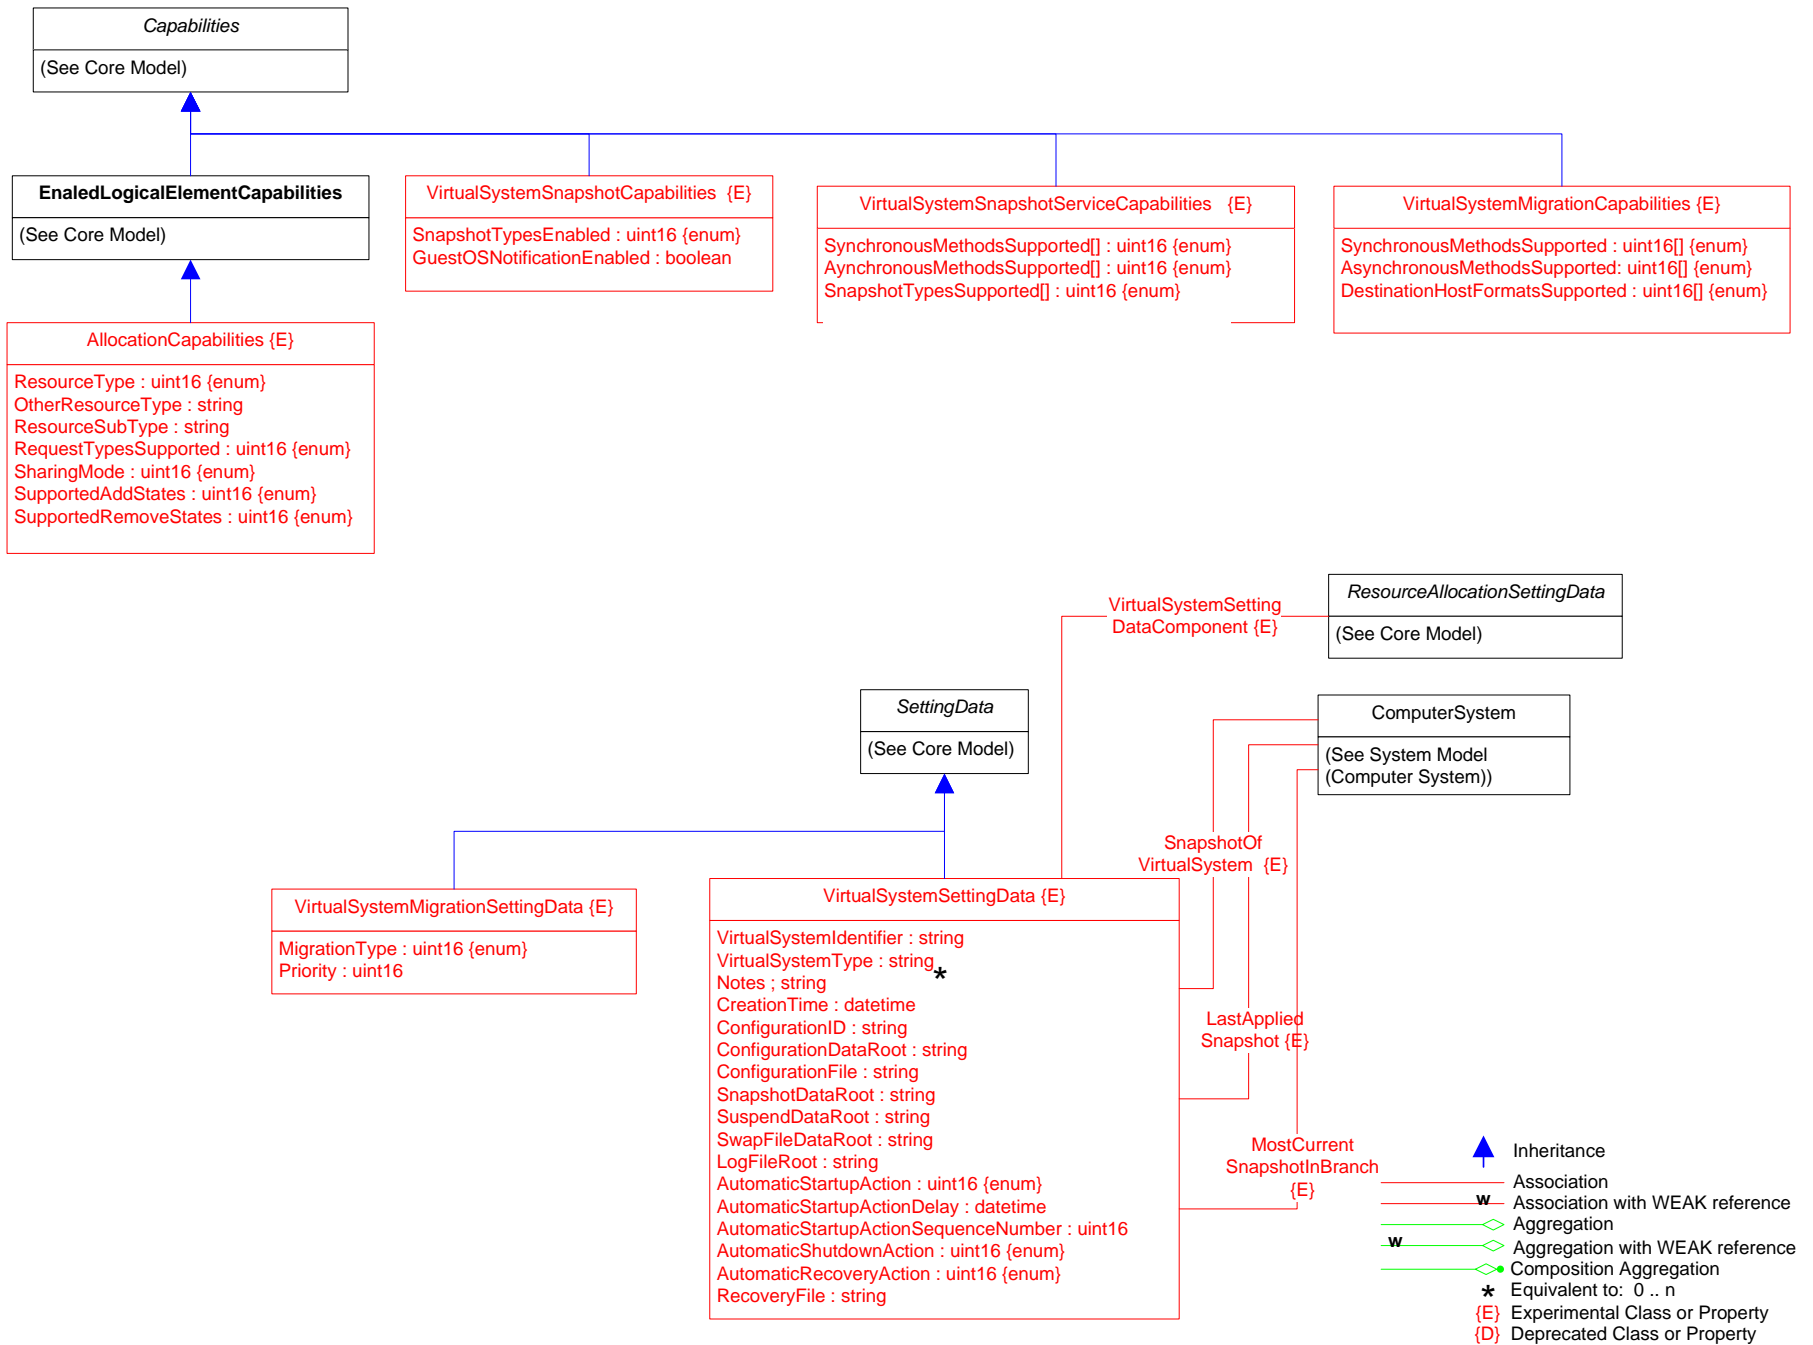 Capabilities
(See Core Model)
EnaledLogicalElementCapabilities
(See Core Model)
VirtualSystemSnapshotCapabilities {E}
SnapshotTypesEnabled : uint16 {enum}
GuestOSNotificationEnabled : boolean
VirtualSystemSnapshotServiceCapabilities {E}
SynchronousMethodsSupported[] : uint16 {enum}
AynchronousMethodsSupported[] : uint16 {enum}
SnapshotTypesSupported[] : uint16 {enum}
VirtualSystemMigrationCapabilities {E}
SynchronousMethodsSupported : uint16[] {enum}
AsynchronousMethodsSupported: uint16[] {enum}
DestinationHostFormatsSupported : uint16[] {enum}
AllocationCapabilities {E}
ResourceType : uint16 {enum}
OtherResourceType : string
ResourceSubType : string
RequestTypesSupported : uint16 {enum}
SharingMode : uint16 {enum}
SupportedAddStates : uint16 {enum}
SupportedRemoveStates : uint16 {enum}
VirtualSystemSetting
DataComponent {E}
ResourceAllocationSettingData
(See Core Model)
SettingData
(See Core Model)
ComputerSystem
(See System Model
(Computer System))
SnapshotOf
VirtualSystem {E}
VirtualSystemMigrationSettingData {E}
MigrationType : uint16 {enum}
Priority : uint16
VirtualSystemSettingData {E}
VirtualSystemIdentifier : string
VirtualSystemType : string
*
Notes ; string
CreationTime : datetime
ConfigurationID : string
ConfigurationDataRoot : string
ConfigurationFile : string
SnapshotDataRoot : string
SuspendDataRoot : string
SwapFileDataRoot : string
LogFileRoot : string
AutomaticStartupAction : uint16 {enum}
AutomaticStartupActionDelay : datetime
AutomaticStartupActionSequenceNumber : uint16
AutomaticShutdownAction : uint16 {enum}
AutomaticRecoveryAction : uint16 {enum}
RecoveryFile : string
LastApplied
Snapshot {E}
MostCurrent
SnapshotInBranch
{E}
Inheritance
Association
w Association with WEAK reference
Aggregation
w Aggregation with WEAK reference
Composition Aggregation
* Equivalent to: 0 .. n
{E} Experimental Class or Property
{D} Deprecated Class or Property